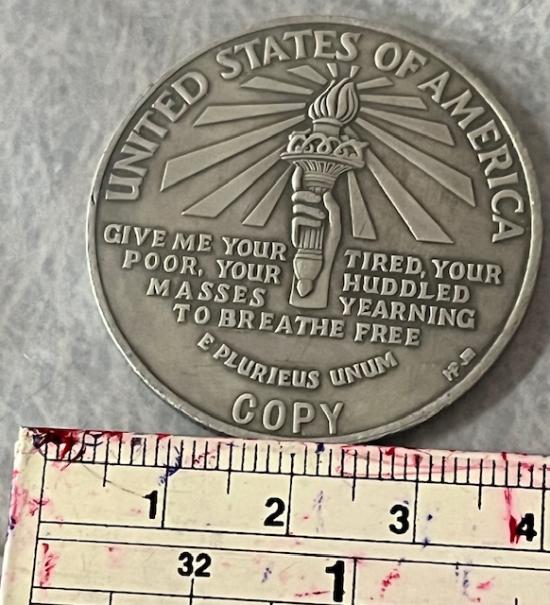 UNITED STATES OF AMERICA
GIVE ME YOUR TIRED, YOUR
POOR, YOUR HUDDLED
MASSES YEARNING
TO BREATHE FREE
E PLURIEUS UNUM
COPY
1 2 3 4
32 1